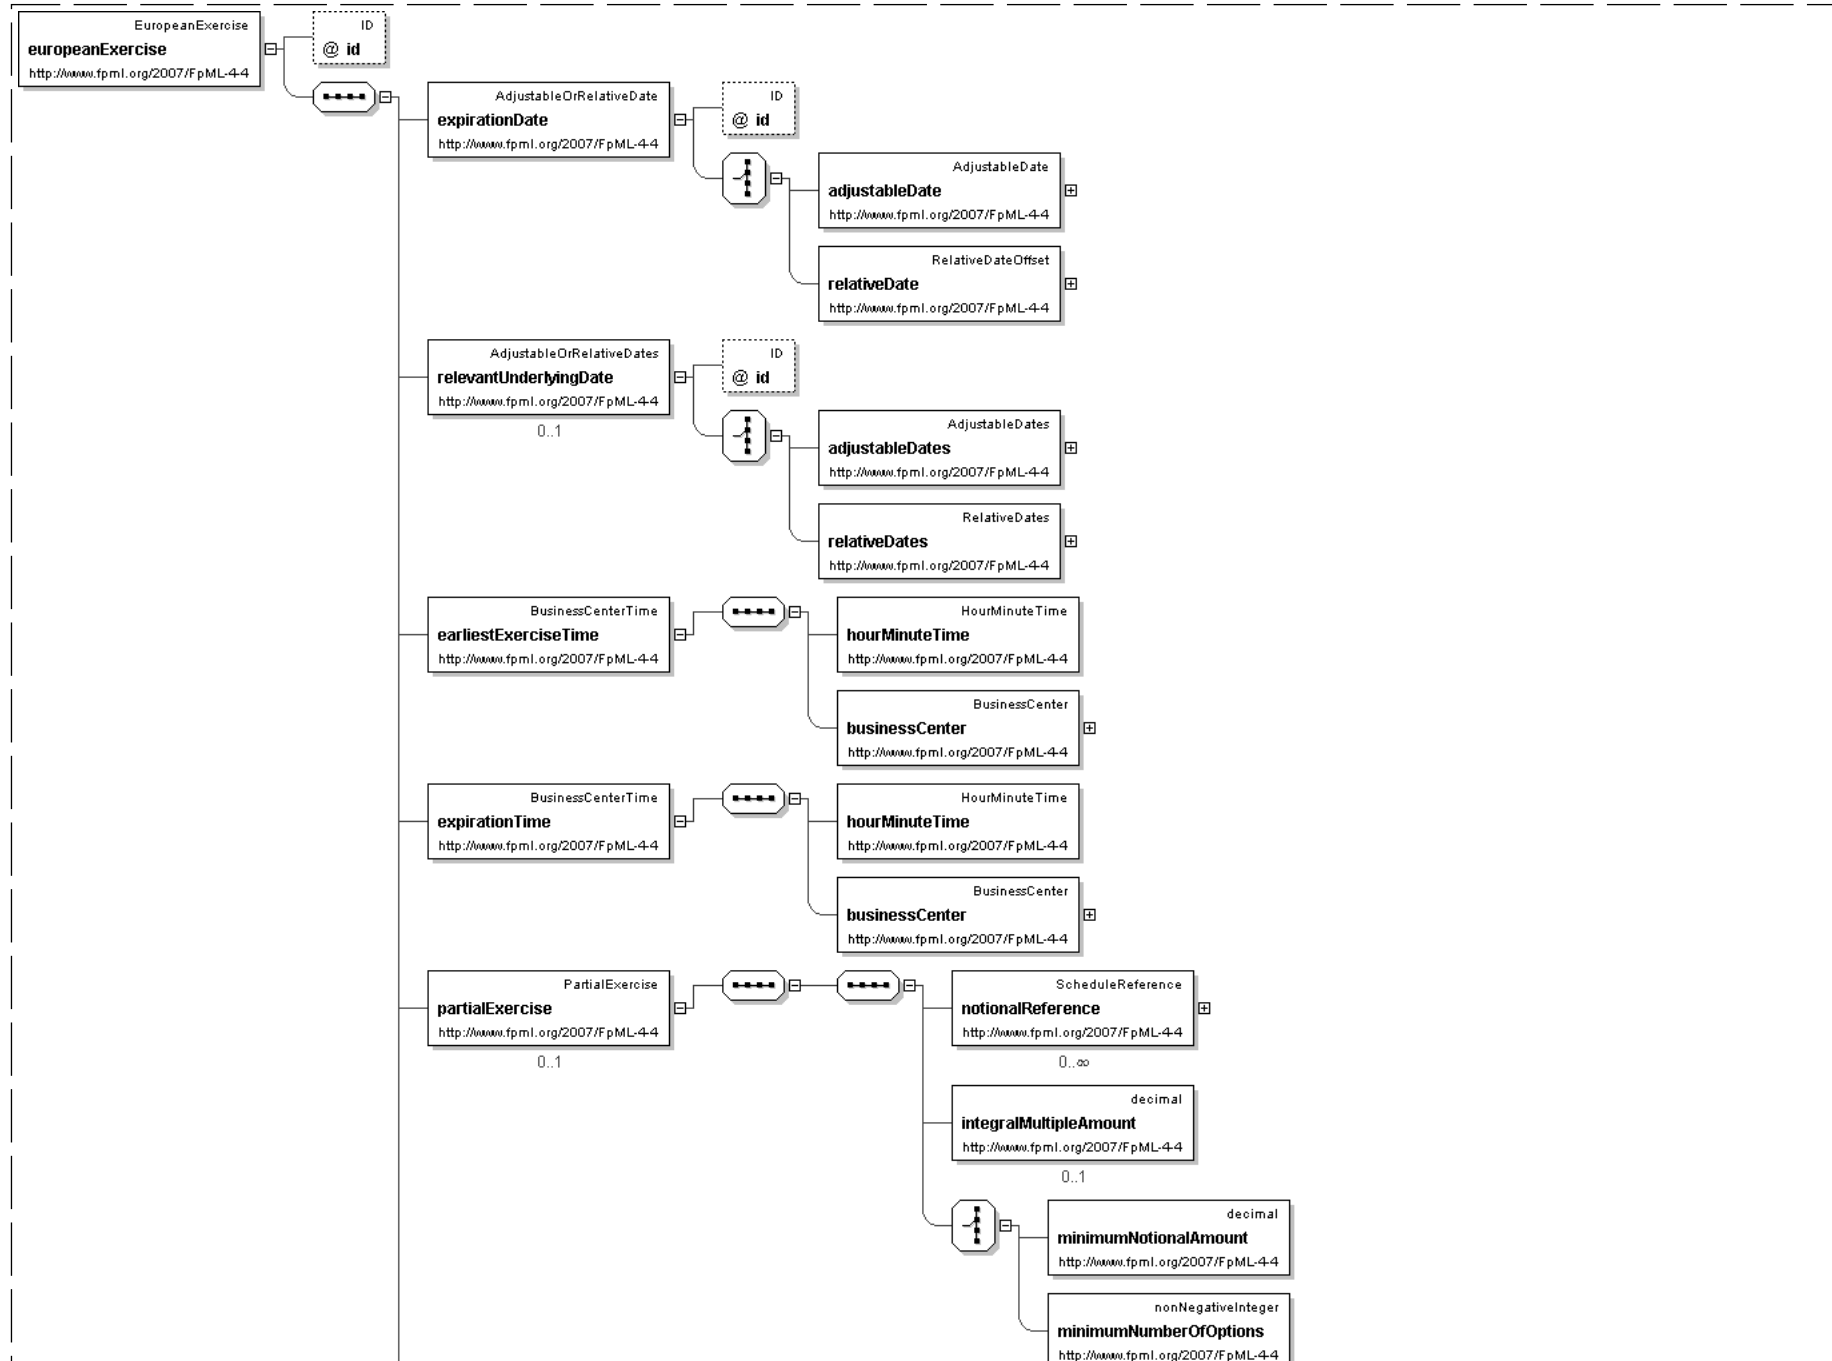 EuropeanExercise
europeanExercise
http://www.fpml.org/2007/FpML-4-4
ID
@ id
AdjustableOrRelativeDate
expirationDate
http://www.fpml.org/2007/FpML-4-4
ID
@ id
AdjustableDate
adjustableDate
http://www.fpml.org/2007/FpML-4-4
RelativeDateOffset
relativeDate
http://www.fpml.org/2007/FpML-4-4
AdjustableOrRelativeDates
relevantUnderlyingDate
http://www.fpml.org/2007/FpML-4-4
0..1
ID
@ id
AdjustableDates
adjustableDates
http://www.fpml.org/2007/FpML-4-4
RelativeDates
relativeDates
http://www.fpml.org/2007/FpML-4-4
BusinessCenterTime
earliestExerciseTime
http://www.fpml.org/2007/FpML-4-4
HourMinuteTime
hourMinuteTime
http://www.fpml.org/2007/FpML-4-4
BusinessCenter
businessCenter
http://www.fpml.org/2007/FpML-4-4
BusinessCenterTime
expirationTime
http://www.fpml.org/2007/FpML-4-4
HourMinuteTime
hourMinuteTime
http://www.fpml.org/2007/FpML-4-4
BusinessCenter
businessCenter
http://www.fpml.org/2007/FpML-4-4
PartialExercise
partialExercise
http://www.fpml.org/2007/FpML-4-4
0..1
ScheduleReference
notionalReference
http://www.fpml.org/2007/FpML-4-4
0..∞
decimal
integralMultipleAmount
http://www.fpml.org/2007/FpML-4-4
0..1
decimal
minimumNotionalAmount
http://www.fpml.org/2007/FpML-4-4
nonNegativeInteger
minimumNumberOfOptions
http://www.fpml.org/2007/FpML-4-4